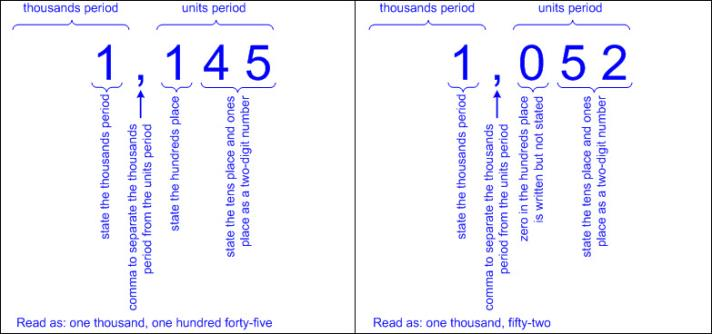 thousands period
units period
1,145
state the thousands period
comma to separate the thousands
period from the units period
state the hundreds place
state the tens place and ones
place as a two-digit number
Read as: one thousand, one hundred forty-five
thousands period
units period
1,052
state the thousands period
comma to separate the thousands
period from the units period
zero in the hundreds place
is written but not stated
state the tens place and ones
place as a two-digit number
Read as: one thousand, fifty-two